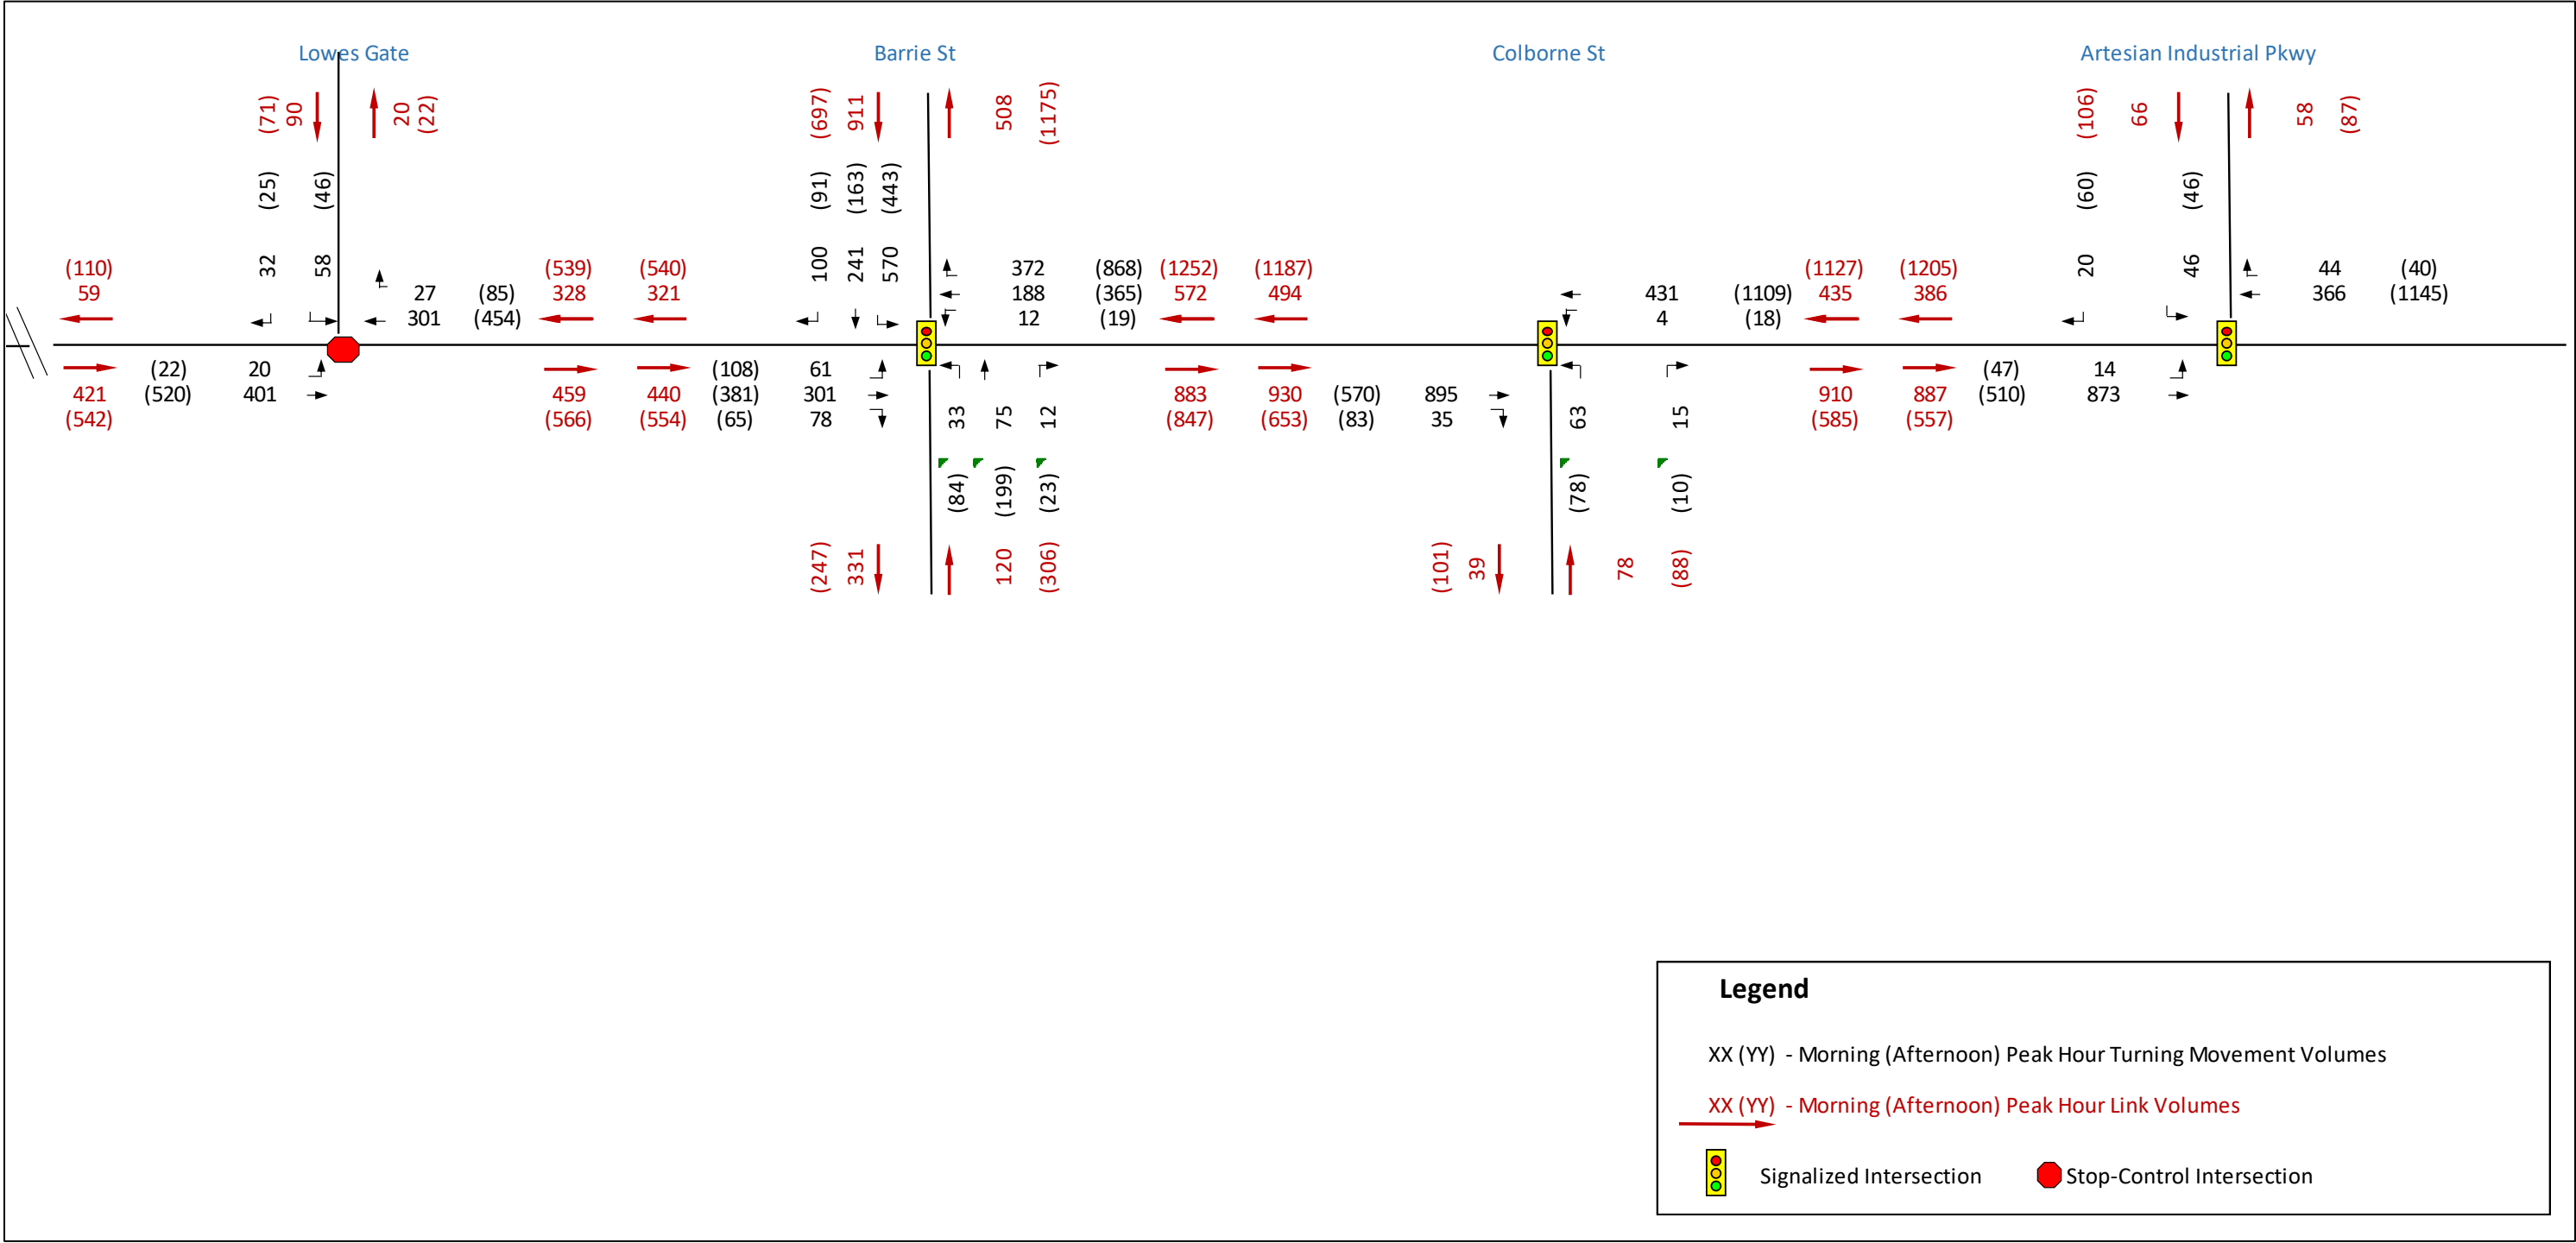 Lowes Gate Barrie St Colborne St Artesian Industrial Pkwy
(71) 90 20 (22) (697) 911 508 (1175) (106) 66 58 (87)
(25) (46) (91) (163) (443) (60) (46)
32 58 100 241 570 20 46
(110) (539) (540) 372 (868) (1252) (1187) (1127) (1205) 44 (40)
59 27 (85) 328 321 188 (365) 572 494 431 (1109) 435 386 366 (1145)
301 (454) 12 (19) 4 (18)
(22) 20 (108) 61 (47) 14
421 (520) 401 459 440 (381) 301 883 930 (570) 895 910 887 (510) 873
(542) (566) (554) (65) 78 (847) (653) (83) 35 (585) (557)
33 75 12 63 15
(84) (199) (23) (78) (10)
(247) 331 120 (306) (101) 39 78 (88)
Legend
XX (YY) - Morning (Afternoon) Peak Hour Turning Movement Volumes
XX (YY) - Morning (Afternoon) Peak Hour Link Volumes
Signalized Intersection Stop-Control Intersection